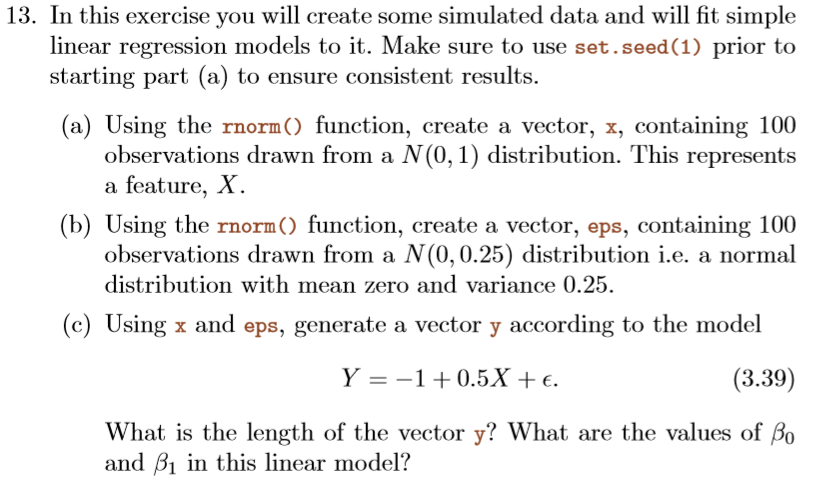 13. In this exercise you will create some simulated data and will fit simple
linear regression models to it. Make sure to use set.seed(1) prior to
starting part (a) to ensure consistent results.
(a) Using the rnorm() function, create a vector, x, containing 100
observations drawn from a N(0, 1) distribution. This represents
a feature, X.
(b) Using the rnorm() function, create a vector, eps, containing 100
observations drawn from a N(0, 0.25) distribution i.e. a normal
distribution with mean zero and variance 0.25.
(c) Using x and eps, generate a vector y according to the model
Y = −1 + 0.5X + ϵ. (3.39)
What is the length of the vector y? What are the values of β₀
and β₁ in this linear model?